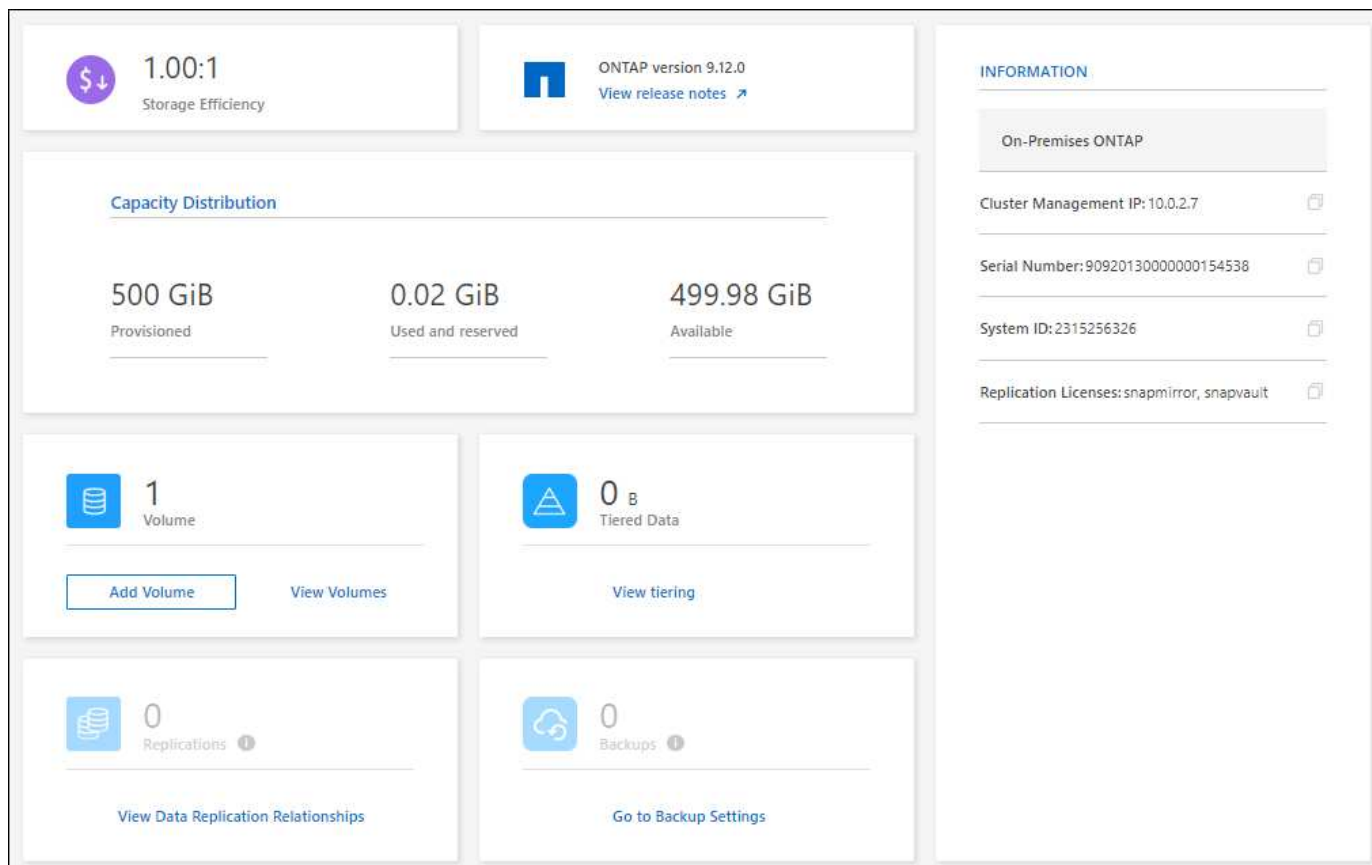 1.00:1
Storage Efficiency
ONTAP version 9.12.0
View release notes
Capacity Distribution
500 GiB
Provisioned
0.02 GiB
Used and reserved
499.98 GiB
Available
1
Volume
Add Volume
View Volumes
0 B
Tiered Data
View tiering
0
Replications
View Data Replication Relationships
0
Backups
Go to Backup Settings
INFORMATION
On-Premises ONTAP
Cluster Management IP: 10.0.2.7
Serial Number: 90920130000000154538
System ID: 2315256326
Replication Licenses: snapmirror, snapvault